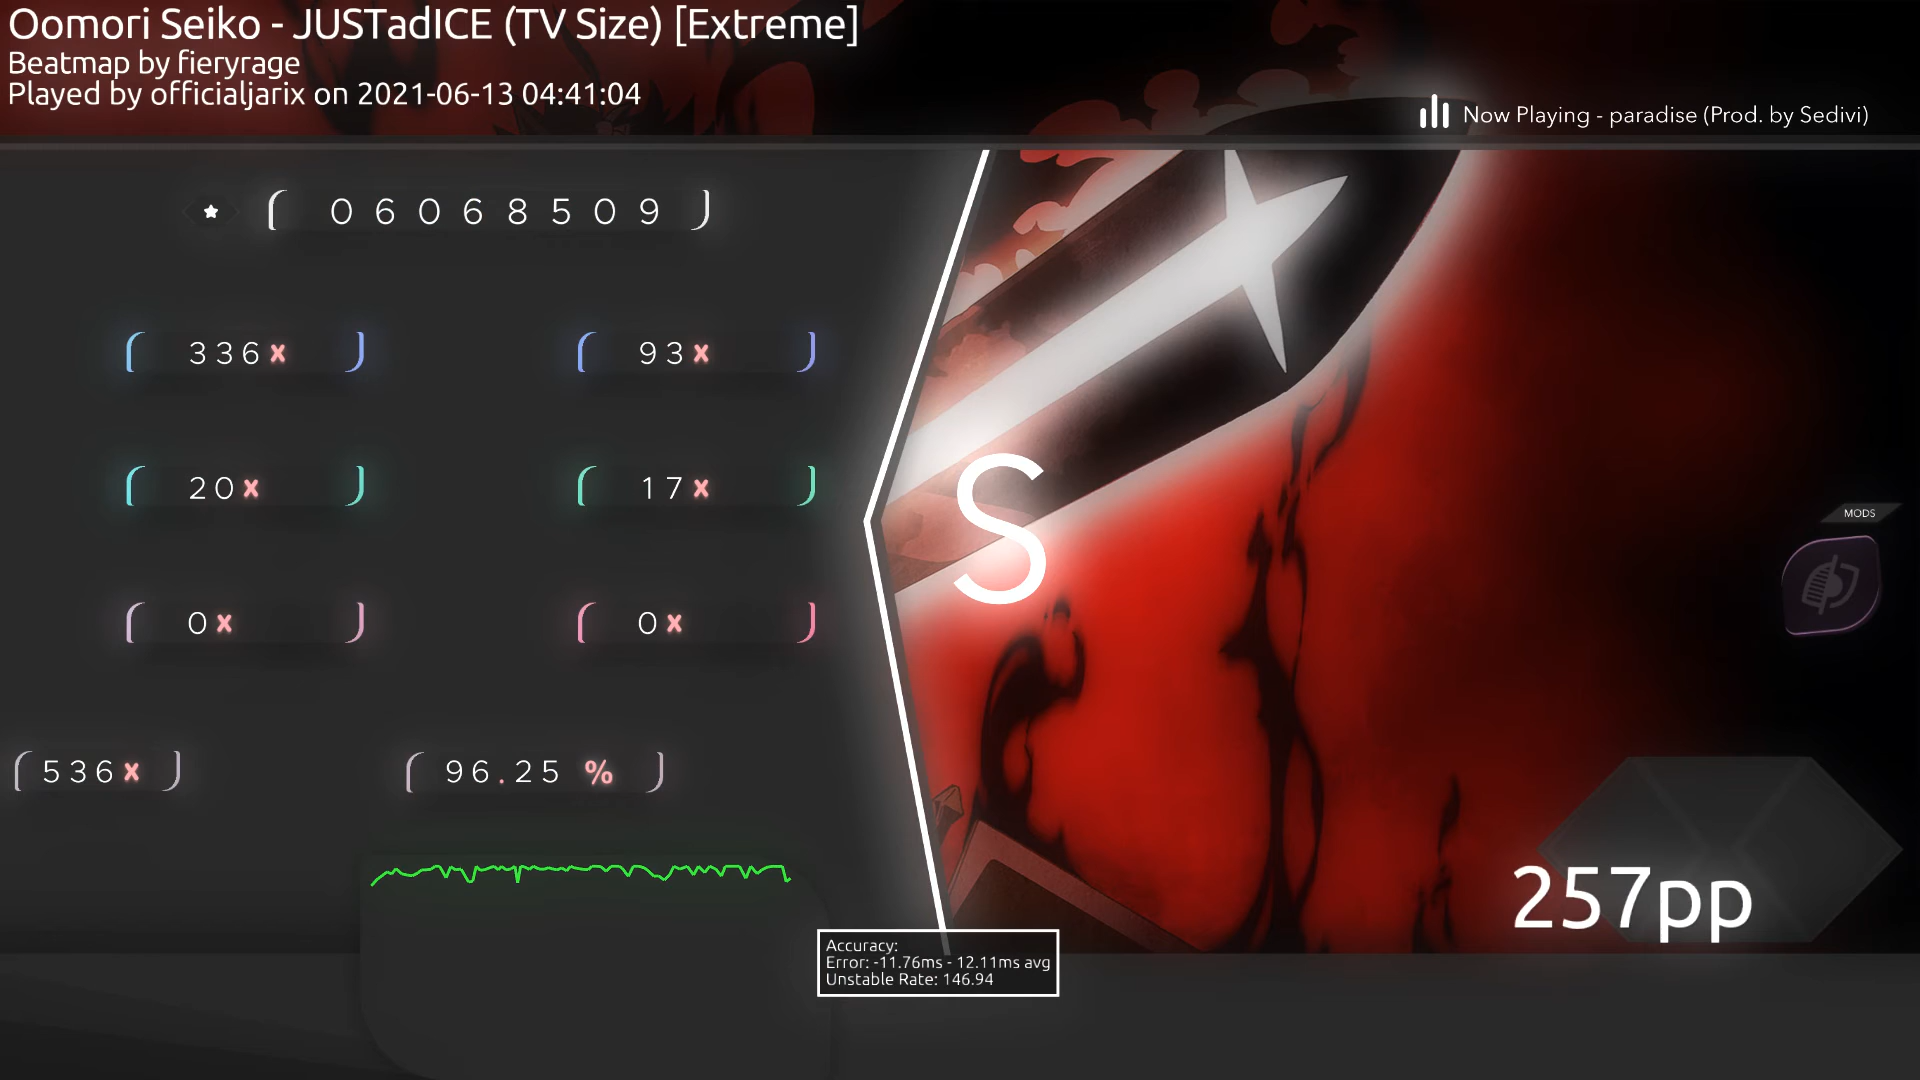 Oomori Seiko - JUSTadICE (TV Size) [Extreme]
Beatmap by fieryrage
Played by officialjarix on 2021-06-13 04:41:04
Now Playing - paradise (Prod. by Sedivi)
06068509
336x
93x
20x
17x
0x
0x
S
MODS
536x
96.25 %
257pp
Accuracy:
Error: -11.76ms - 12.11ms avg
Unstable Rate: 146.94